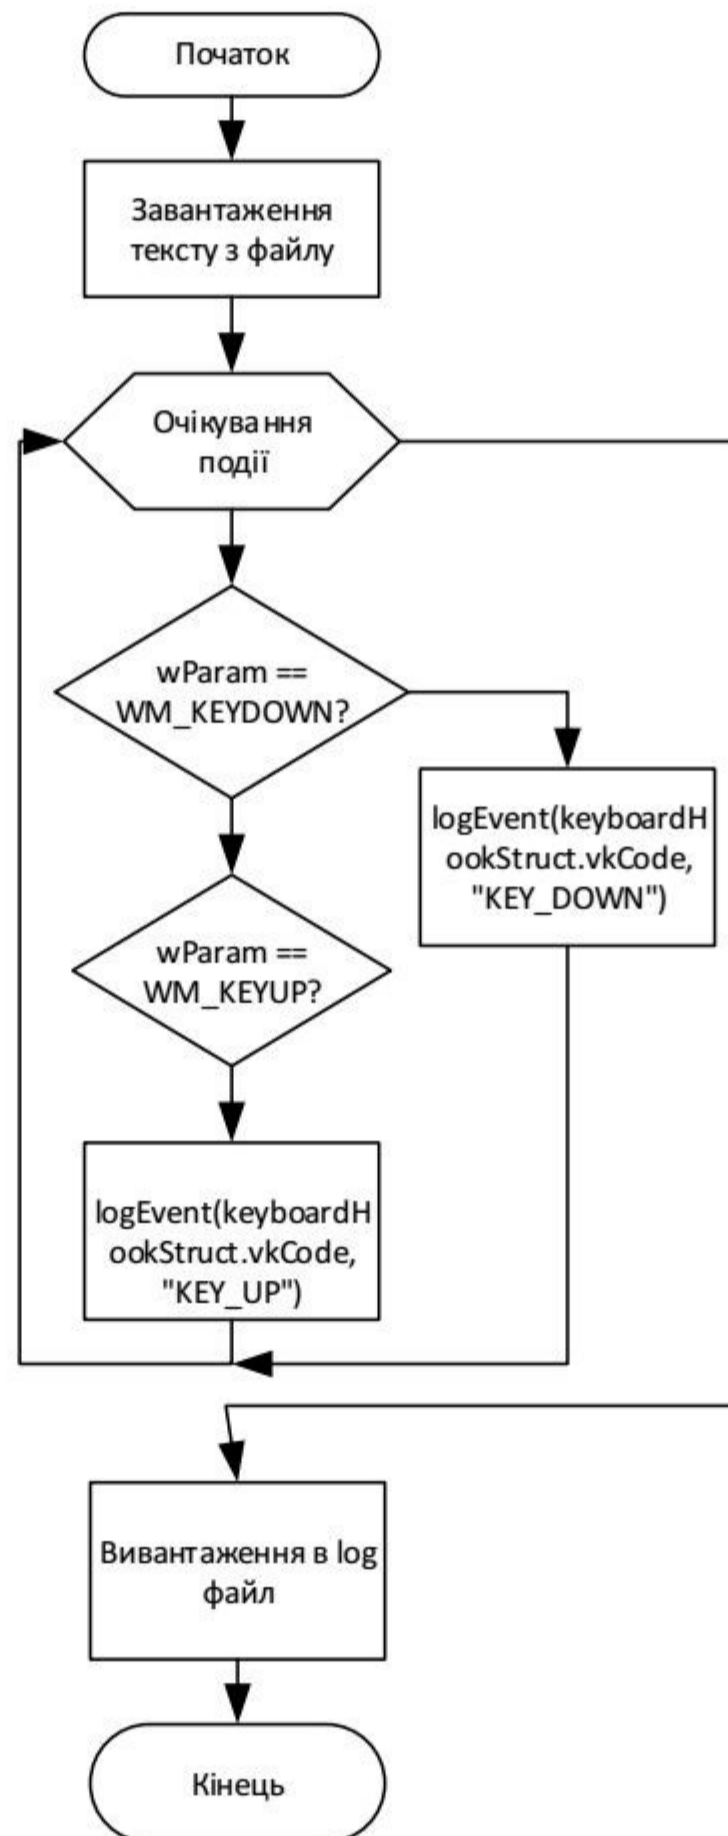 Початок
Завантаження
тексту з файлу
Очікування
події
wParam ==
WM_KEYDOWN?
logEvent(keyboardH
ookStruct.vkCode,
"KEY_DOWN")
wParam ==
WM_KEYUP?
logEvent(keyboardH
ookStruct.vkCode,
"KEY_UP")
Вивантаження в log
файл
Кінець